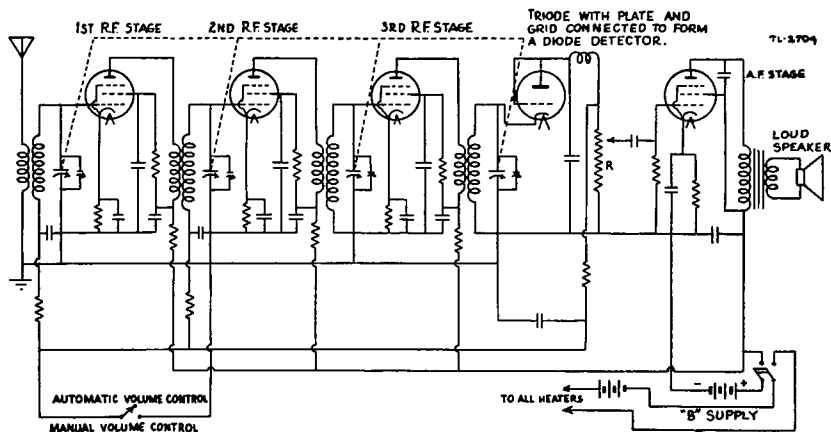 1ST R.F. STAGE
2ND R.F. STAGE
3RD R.F. STAGE
TRIODE WITH PLATE AND
GRID CONNECTED TO FORM
A DIODE DETECTOR.
TL-2704
A.F. STAGE
LOUD
SPEAKER
R
AUTOMATIC VOLUME CONTROL
MANUAL VOLUME CONTROL
TO ALL HEATERS
- +
"B" SUPPLY